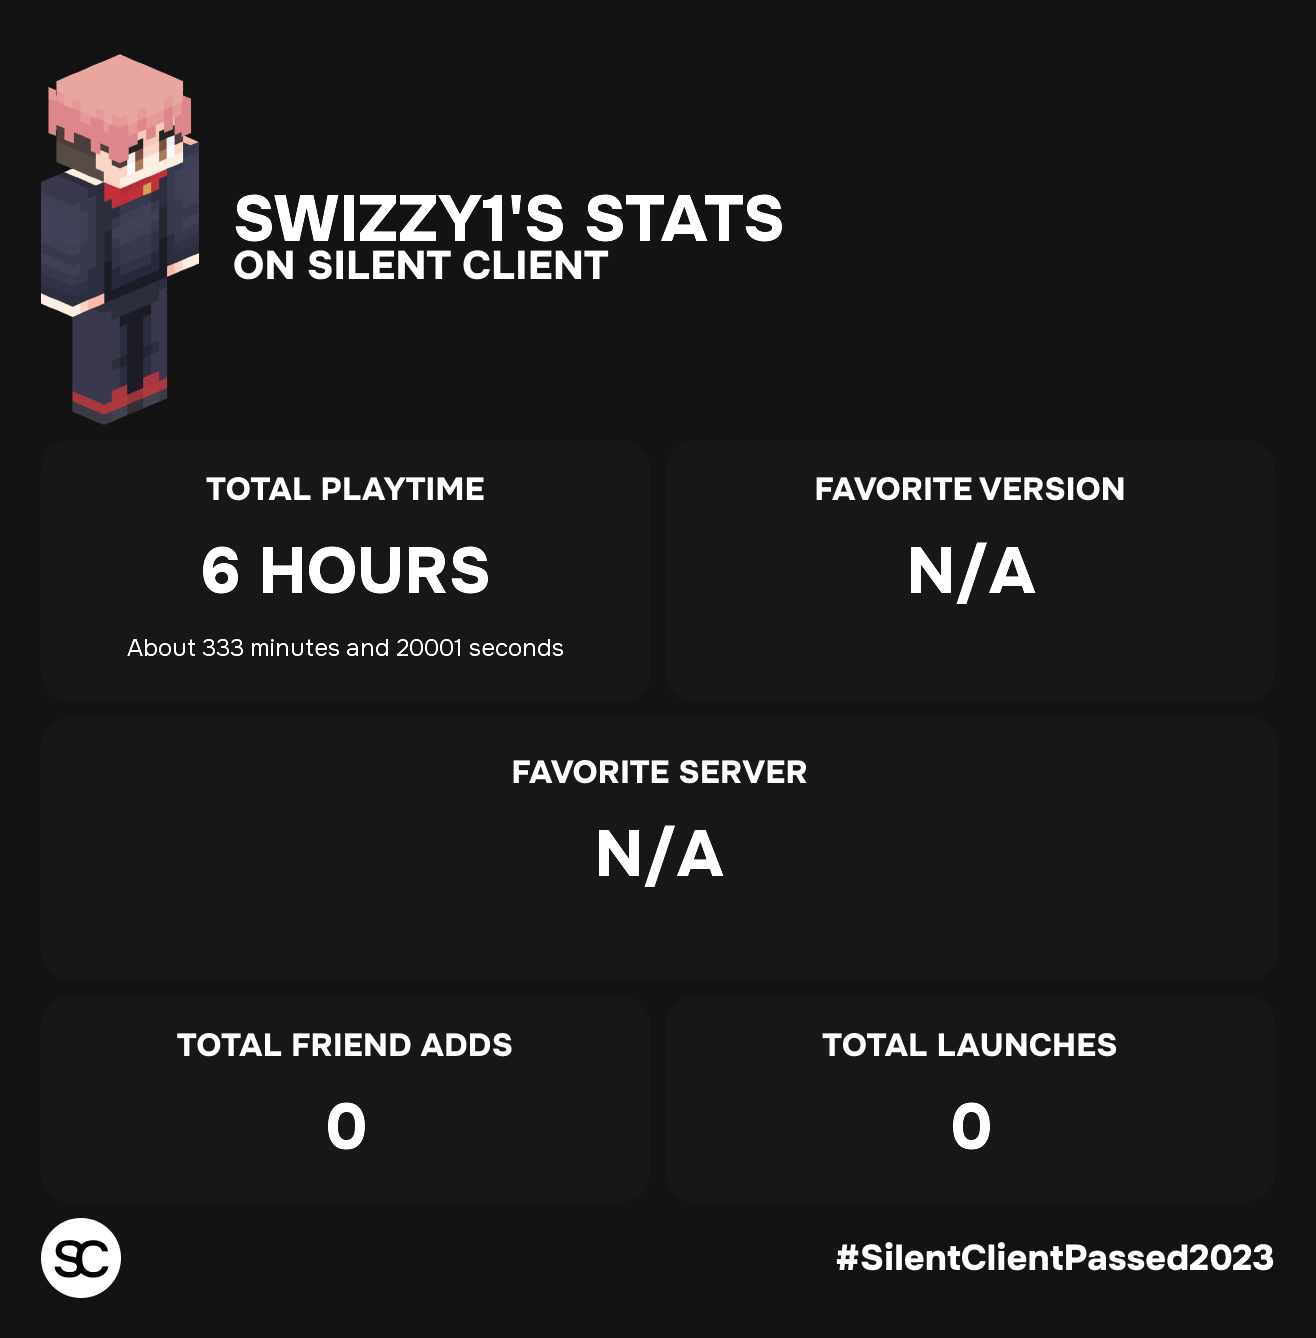 SWIZZY1'S STATS
ON SILENT CLIENT
TOTAL PLAYTIME
6 HOURS
About 333 minutes and 20001 seconds
FAVORITE VERSION
N/A
FAVORITE SERVER
N/A
TOTAL FRIEND ADDS
0
TOTAL LAUNCHES
0
SC
#SilentClientPassed2023